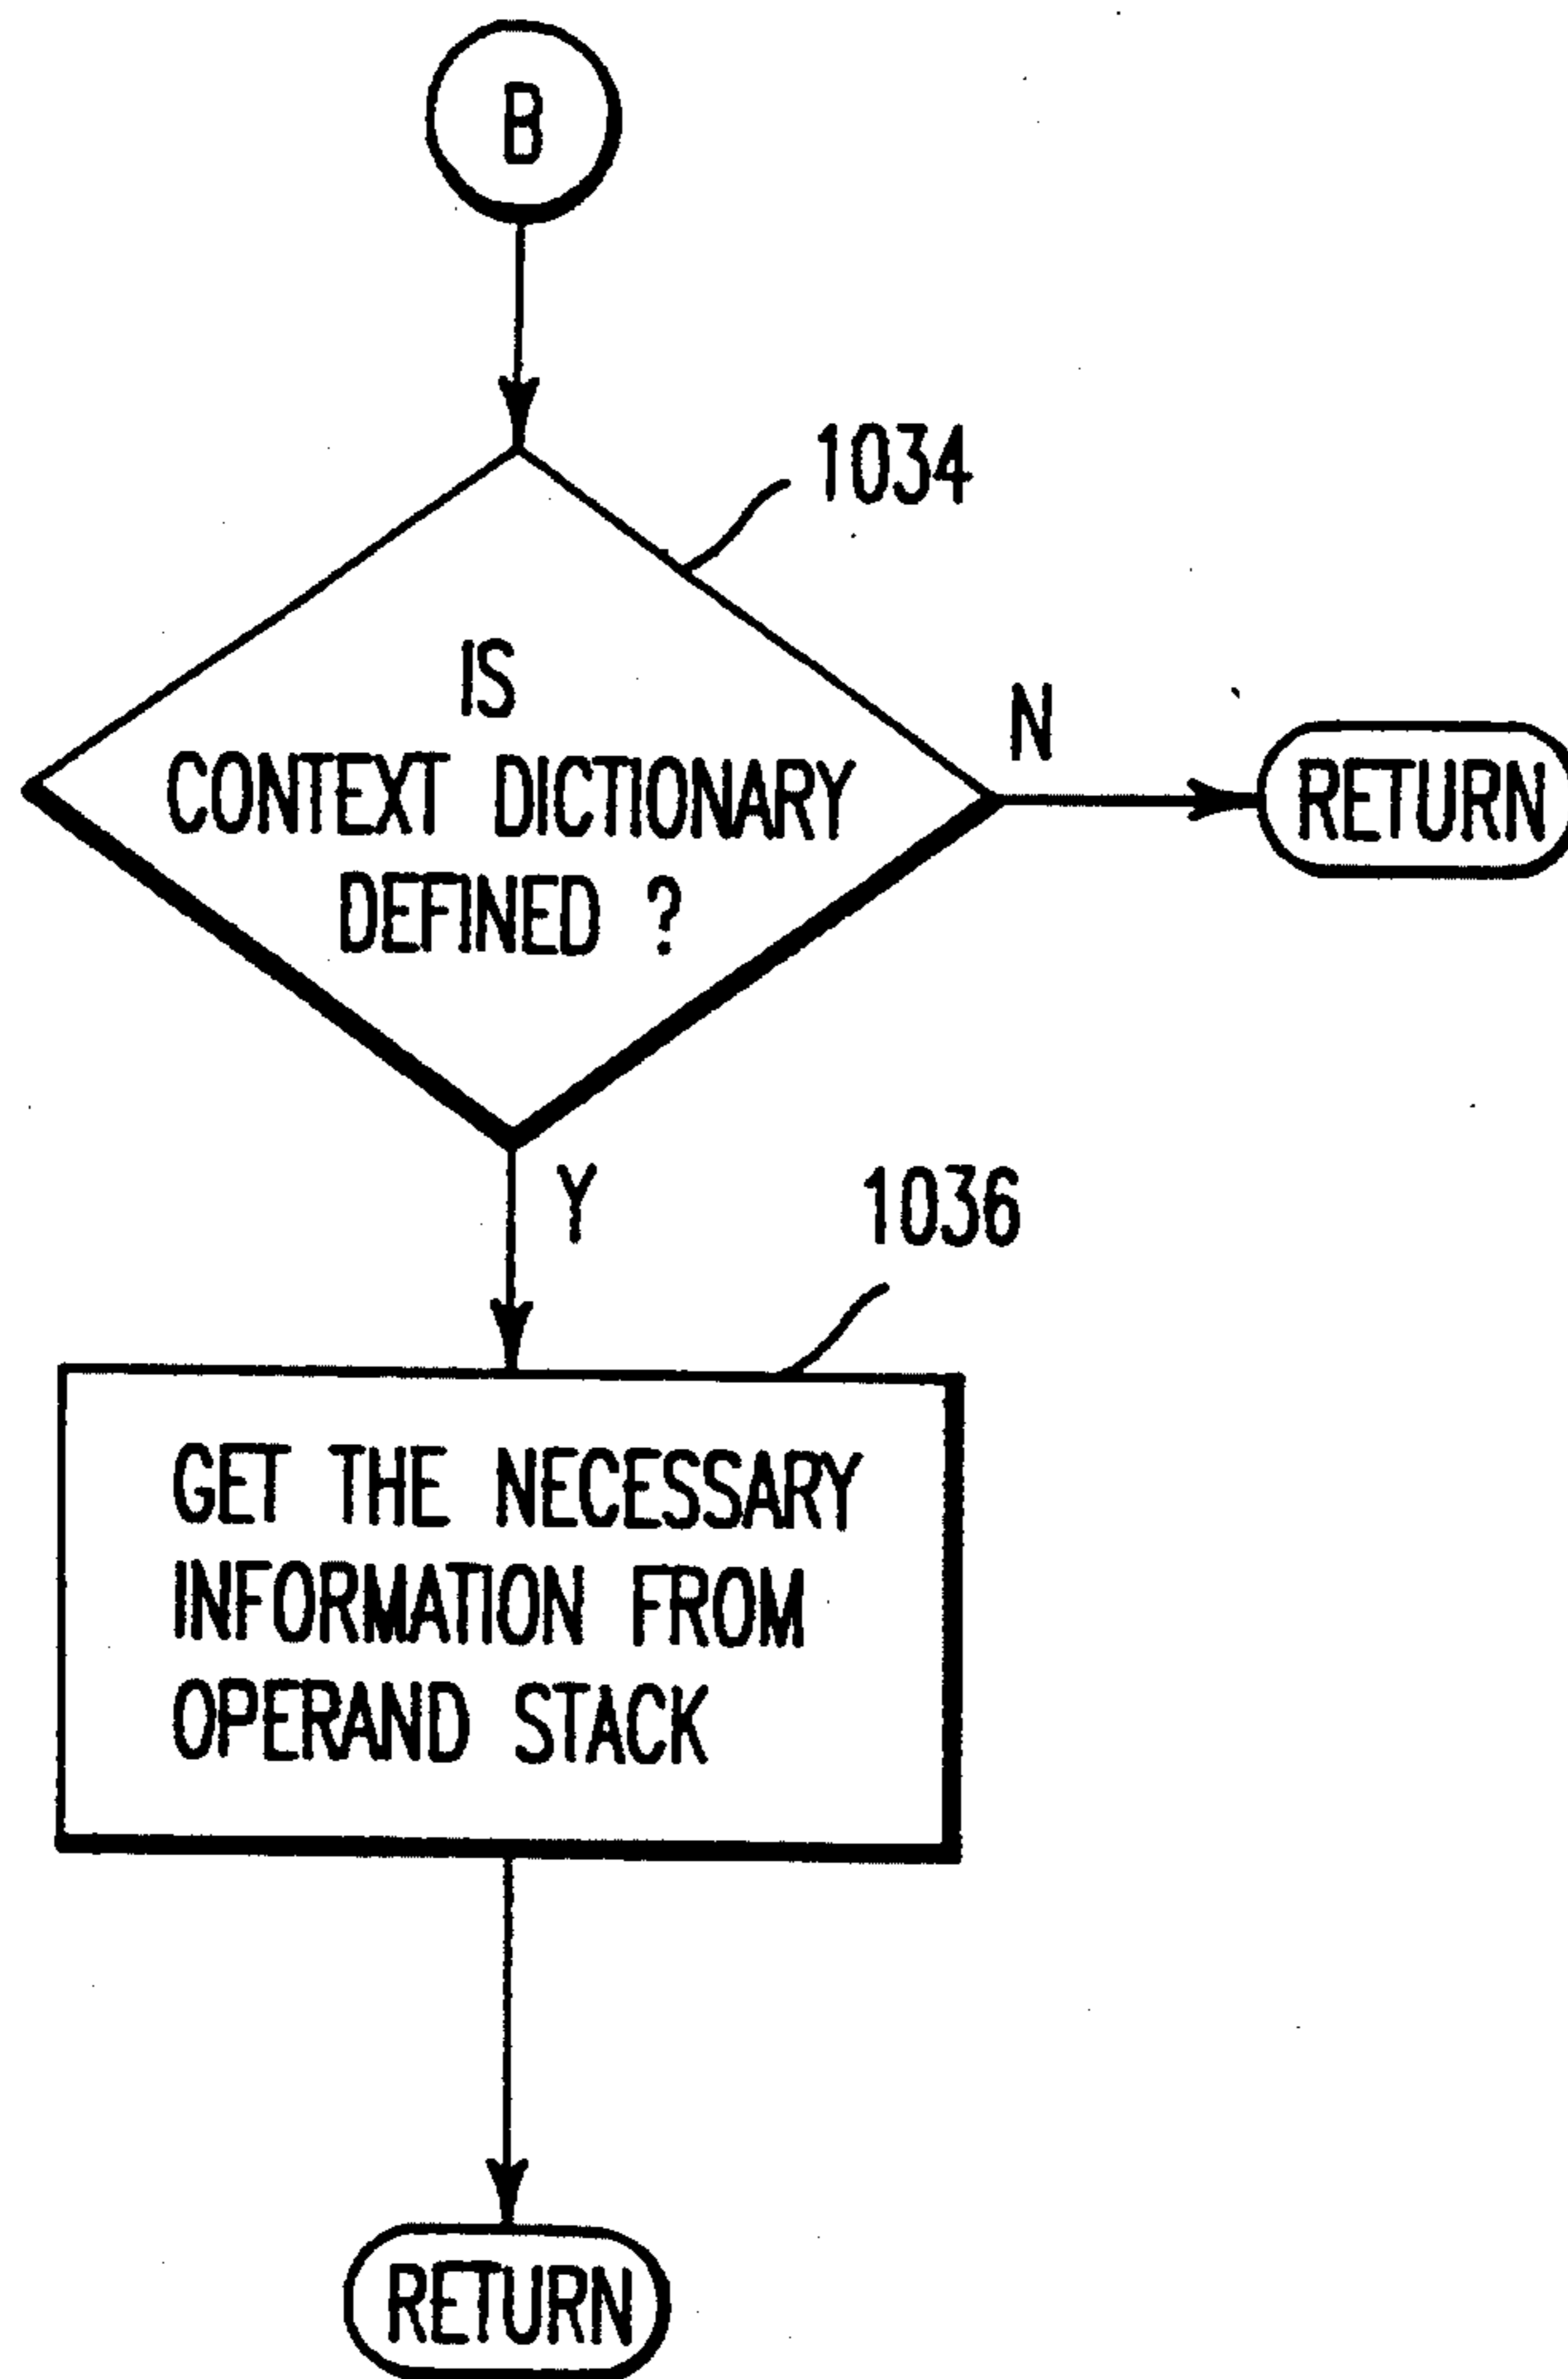 B
1034
IS
CONTEXT DICTIONARY
DEFINED ?
N
RETURN
Y
1036
GET THE NECESSARY
INFORMATION FROM
OPERAND STACK
RETURN